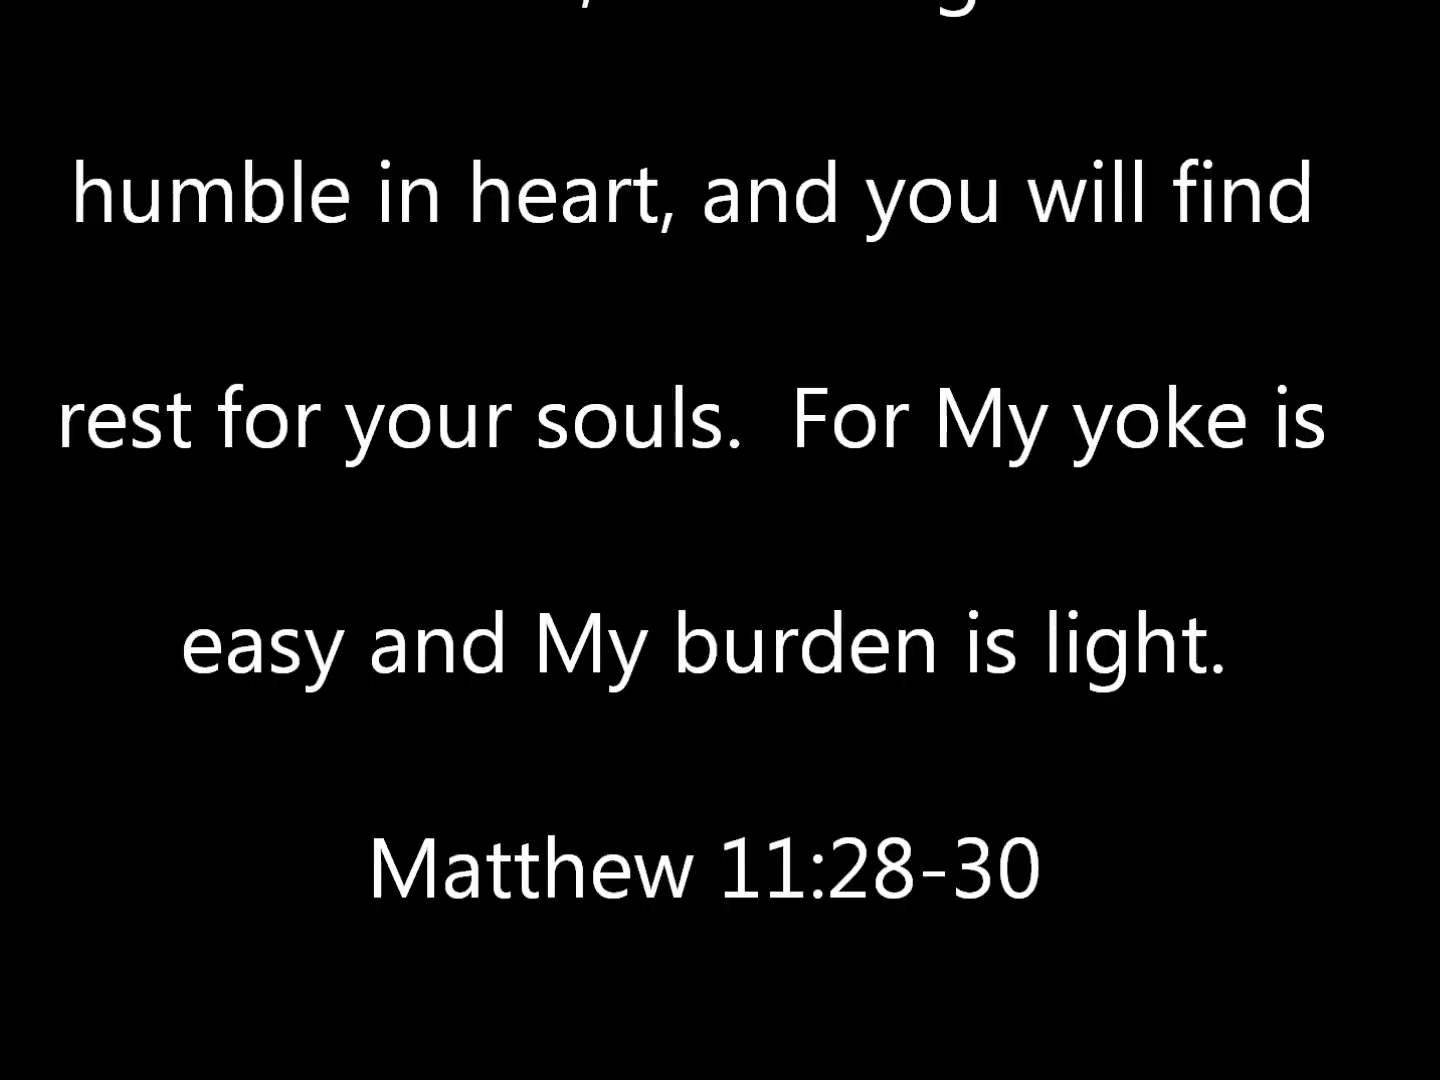 humble in heart, and you will find
rest for your souls.  For My yoke is
easy and My burden is light.
Matthew 11:28-30